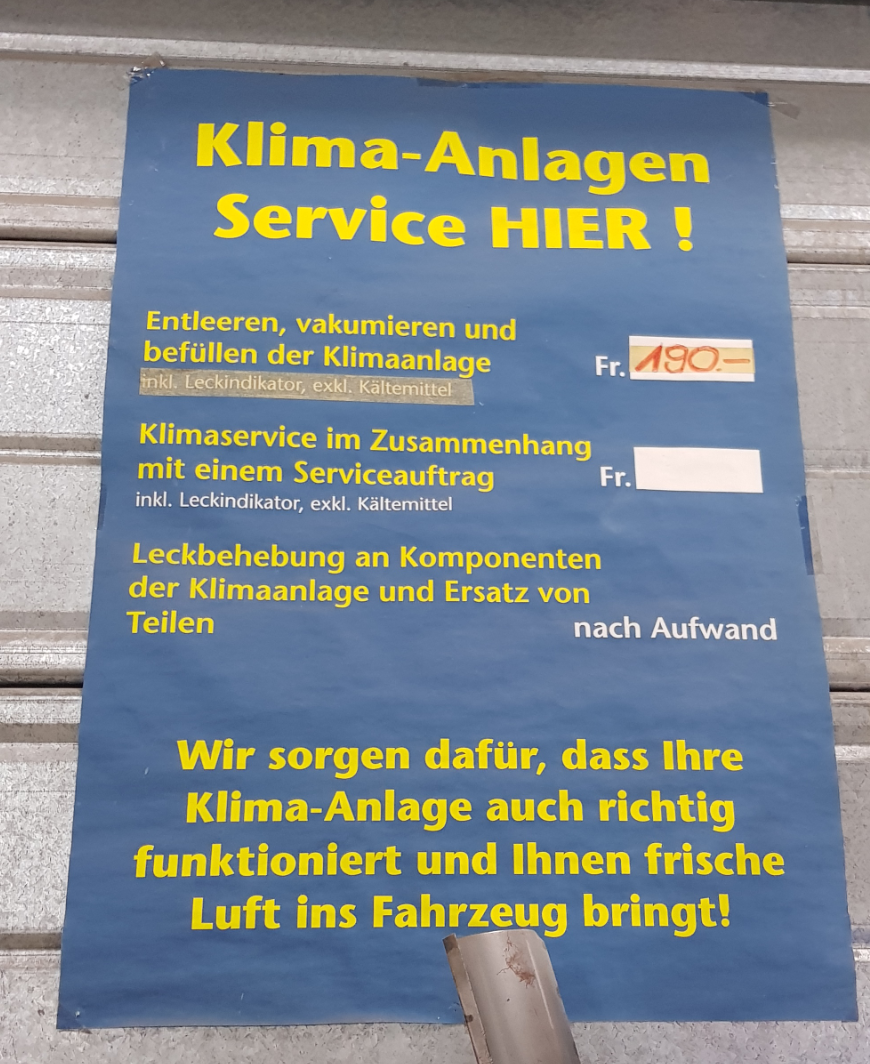 Klima-Anlagen
Service HIER !
Entleeren, vakumieren und
befüllen der Klimaanlage Fr. 190.–
inkl. Leckindikator, exkl. Kältemittel
Klimaservice im Zusammenhang
mit einem Serviceauftrag Fr.
inkl. Leckindikator, exkl. Kältemittel
Leckbehebung an Komponenten
der Klimaanlage und Ersatz von
Teilen nach Aufwand
Wir sorgen dafür, dass Ihre
Klima-Anlage auch richtig
funktioniert und Ihnen frische
Luft ins Fahrzeug bringt!